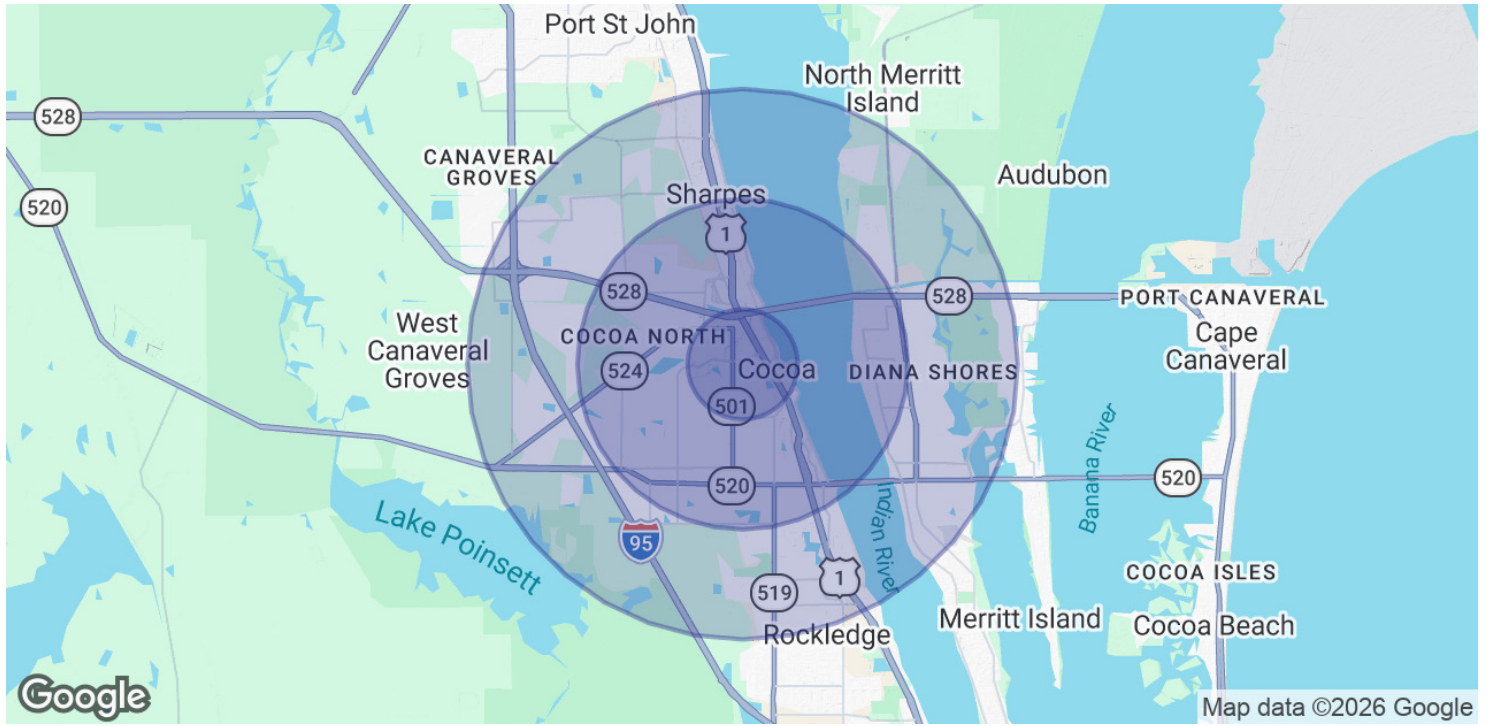 Port St John
North Merritt
Island
528
CANAVERAL
GROVES
Audubon
520
Sharpes
1
528
528
PORT CANAVERAL
West
Canaveral
Groves
COCOA NORTH
Cape
Canaveral
524
Cocoa
DIANA SHORES
501
Banana River
520
520
Indian River
Lake Poinsett
95
1
519
COCOA ISLES
Rockledge
Merritt Island
Cocoa Beach
Google
Map data ©2026 Google